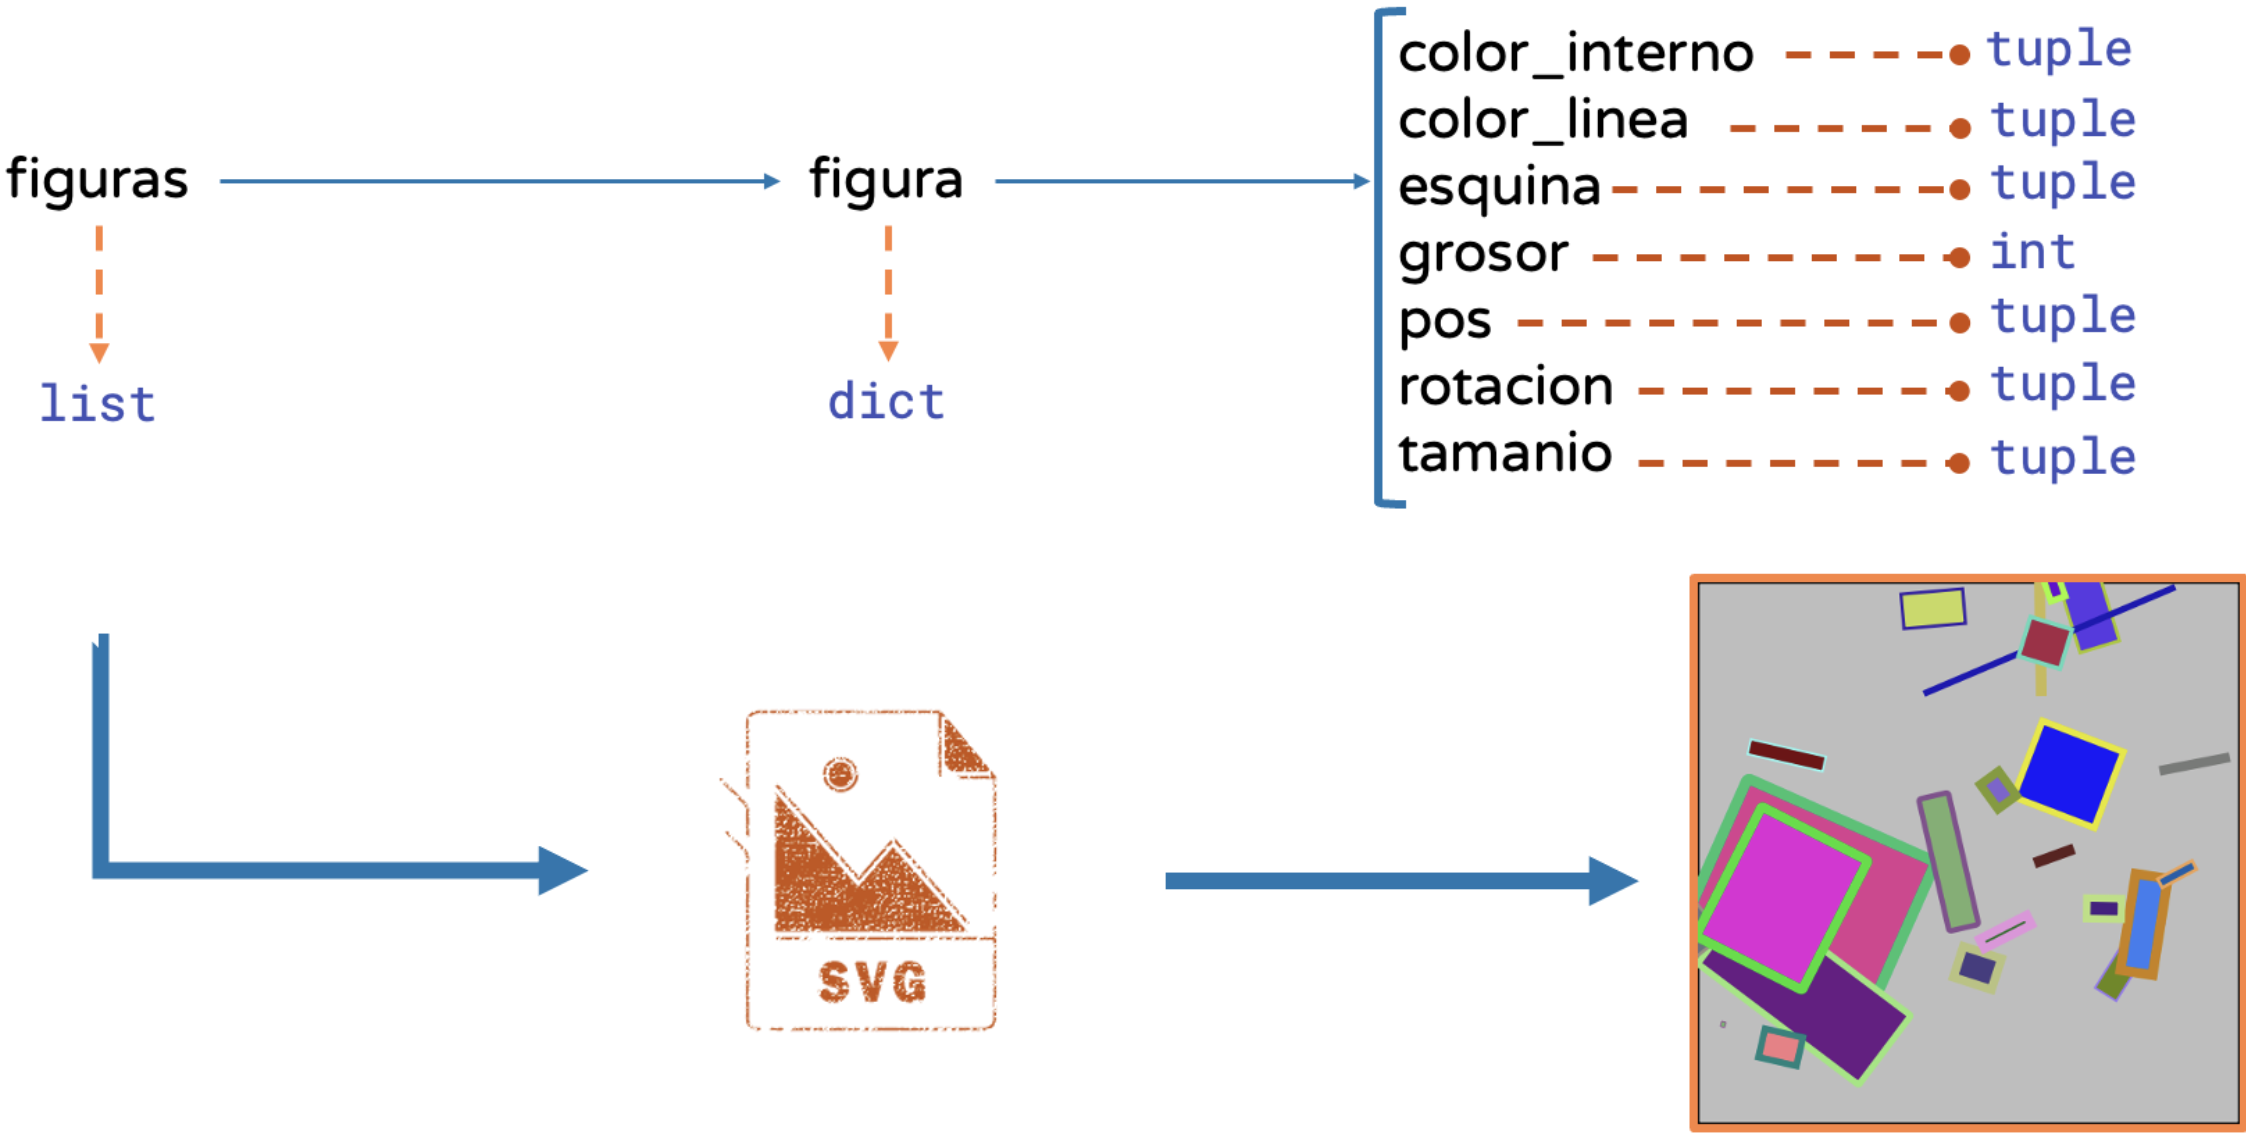 figuras
list
figura
dict
color_interno tuple
color_linea tuple
esquina tuple
grosor int
pos tuple
rotacion tuple
tamanio tuple
SVG